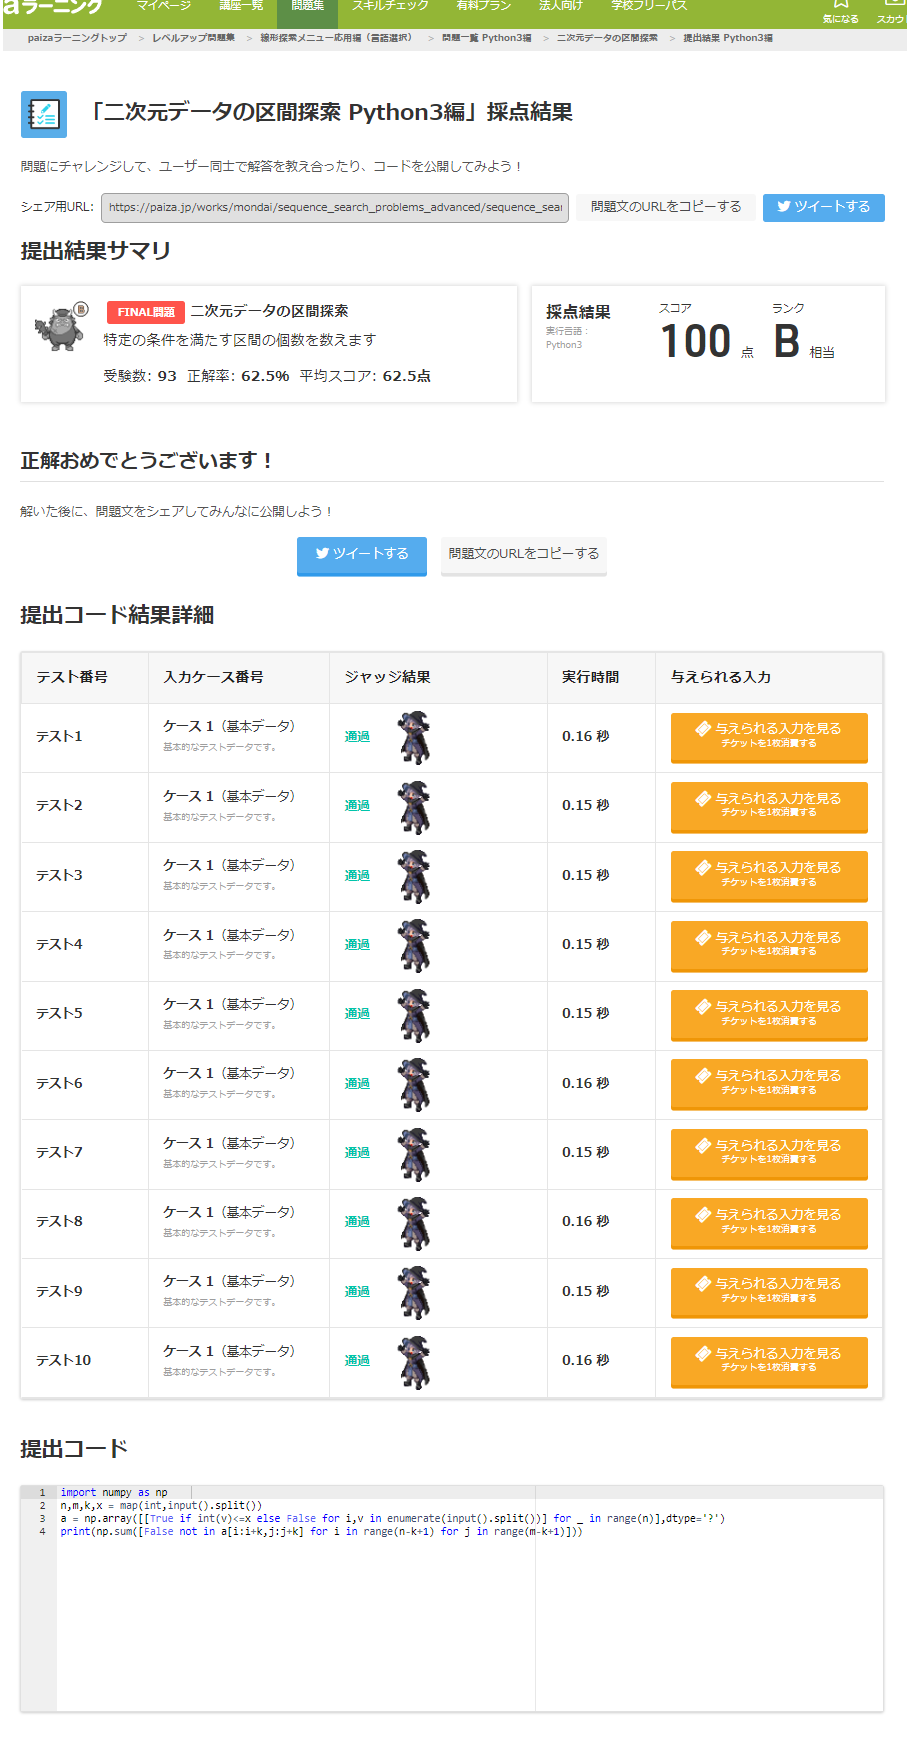 aラーニング
マイページ 講座一覧 問題集 スキルチェック 有料プラン 法人向け 学校フリーパス 気になる スカウ
paizaラーニングトップ > レベルアップ問題集 > 線形探索メニュー応用編（言語選択） > 問題一覧 Python3編 > 二次元データの区間探索 > 提出結果 Python3編
「二次元データの区間探索 Python3編」採点結果
問題にチャレンジして、ユーザー同士で解答を教え合ったり、コードを公開してみよう！
シェア用URL: https://paiza.jp/works/mondai/sequence_search_problems_advanced/sequence_sea 問題文のURLをコピーする ツイートする
提出結果サマリ
B
FINAL問題 二次元データの区間探索
特定の条件を満たす区間の個数を数えます
受験数: 93 正解率: 62.5% 平均スコア: 62.5点
採点結果
実行言語：
Python3
スコア
100 点
ランク
B 相当
正解おめでとうございます！
解いた後に、問題文をシェアしてみんなに公開しよう！
ツイートする 問題文のURLをコピーする
提出コード結果詳細
テスト番号 入力ケース番号 ジャッジ結果 実行時間 与えられる入力
テスト1 ケース 1（基本データ） 基本的なテストデータです。 通過 0.16 秒 与えられる入力を見る チケットを1枚消費する
テスト2 ケース 1（基本データ） 基本的なテストデータです。 通過 0.15 秒 与えられる入力を見る チケットを1枚消費する
テスト3 ケース 1（基本データ） 基本的なテストデータです。 通過 0.15 秒 与えられる入力を見る チケットを1枚消費する
テスト4 ケース 1（基本データ） 基本的なテストデータです。 通過 0.15 秒 与えられる入力を見る チケットを1枚消費する
テスト5 ケース 1（基本データ） 基本的なテストデータです。 通過 0.15 秒 与えられる入力を見る チケットを1枚消費する
テスト6 ケース 1（基本データ） 基本的なテストデータです。 通過 0.16 秒 与えられる入力を見る チケットを1枚消費する
テスト7 ケース 1（基本データ） 基本的なテストデータです。 通過 0.15 秒 与えられる入力を見る チケットを1枚消費する
テスト8 ケース 1（基本データ） 基本的なテストデータです。 通過 0.16 秒 与えられる入力を見る チケットを1枚消費する
テスト9 ケース 1（基本データ） 基本的なテストデータです。 通過 0.15 秒 与えられる入力を見る チケットを1枚消費する
テスト10 ケース 1（基本データ） 基本的なテストデータです。 通過 0.16 秒 与えられる入力を見る チケットを1枚消費する
提出コード
1 import numpy as np
2 n,m,k,x = map(int,input().split())
3 a = np.array([[True if int(v)<=x else False for i,v in enumerate(input().split())] for _ in range(n)],dtype='?')
4 print(np.sum([False not in a[i:i+k,j:j+k] for i in range(n-k+1) for j in range(m-k+1)]))